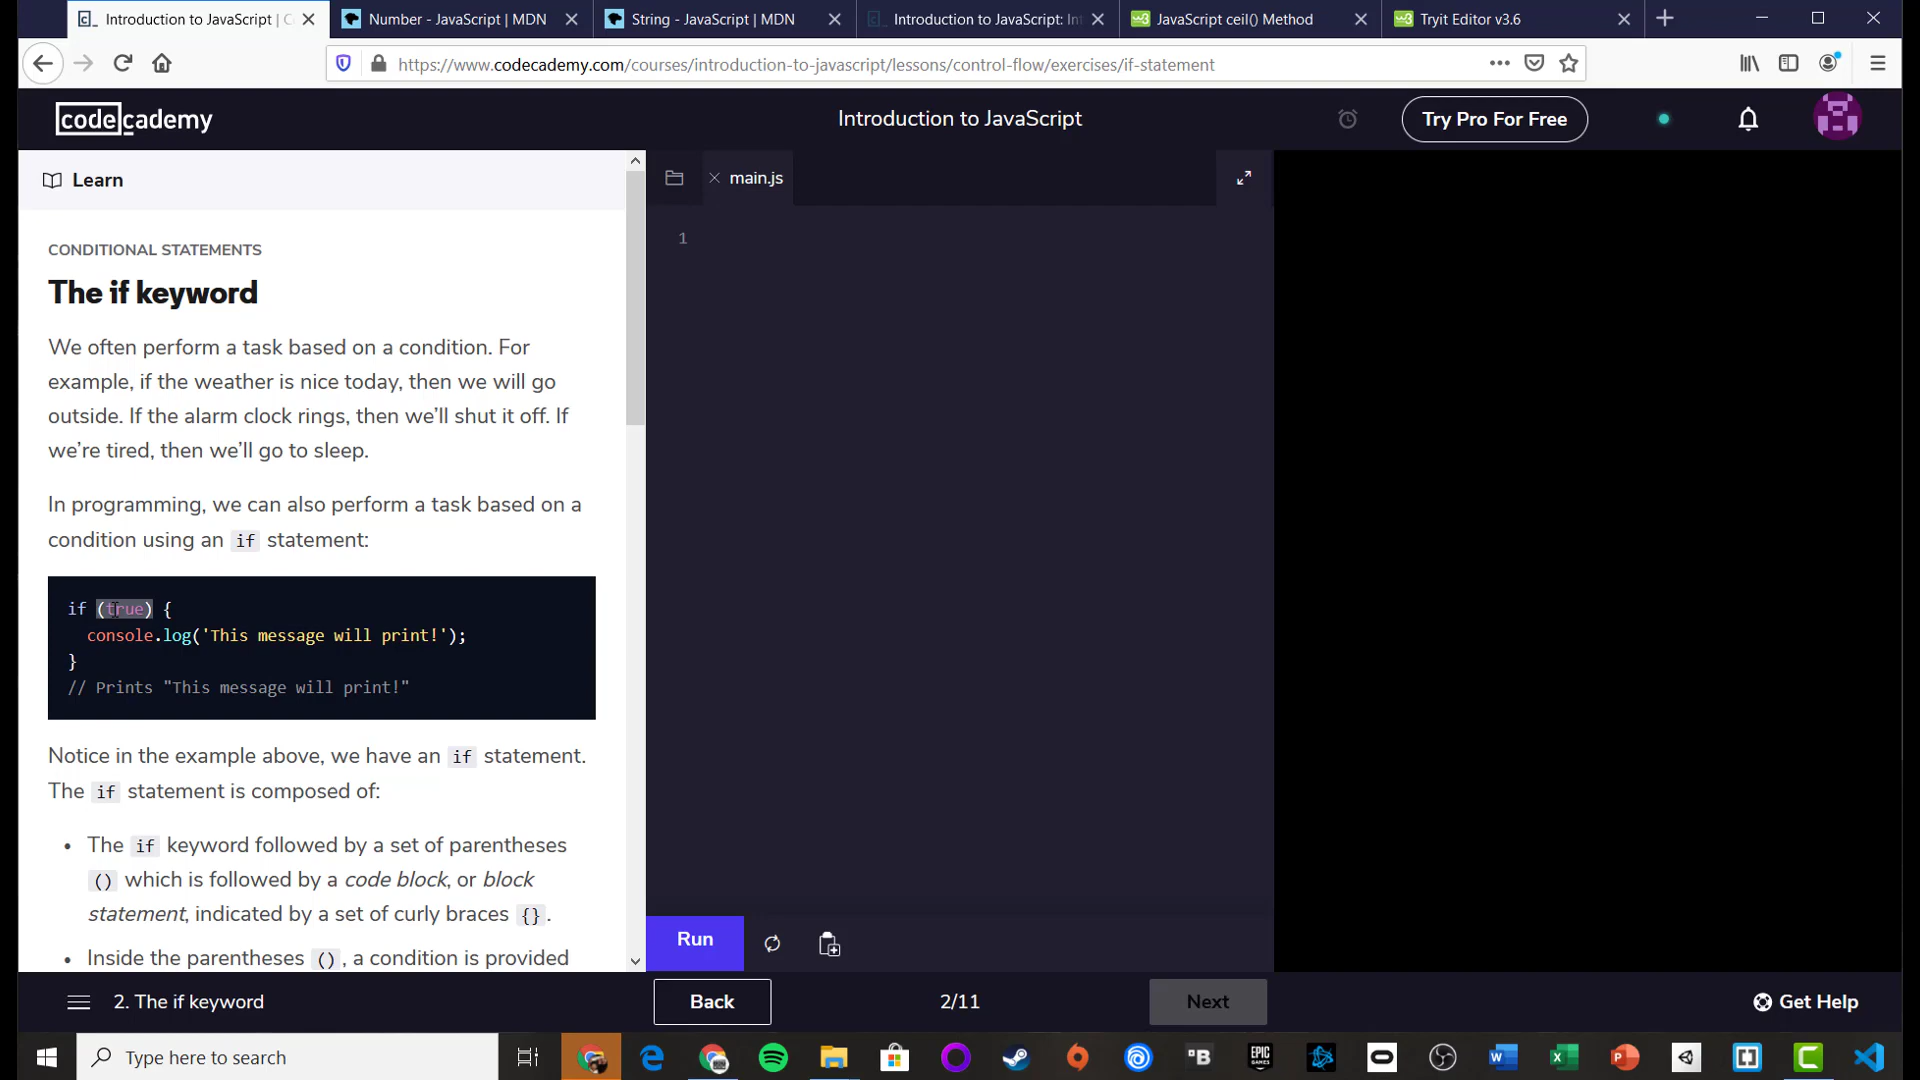 Introduction to JavaScript | C
Number - JavaScript | MDN
String - JavaScript | MDN
Introduction to JavaScript: In
JavaScript ceil() Method
Tryit Editor v3.6
https://www.codecademy.com/courses/introduction-to-javascript/lessons/control-flow/exercises/if-statement
codecademy
Introduction to JavaScript
Try Pro For Free
Learn
main.js
1
CONDITIONAL STATEMENTS
The if keyword
We often perform a task based on a condition. For
example, if the weather is nice today, then we will go
outside. If the alarm clock rings, then we’ll shut it off. If
we’re tired, then we’ll go to sleep.
In programming, we can also perform a task based on a
condition using an if statement:
if (true) {
console.log('This message will print!');
}
// Prints "This message will print!"
Notice in the example above, we have an if statement.
The if statement is composed of:
• The if keyword followed by a set of parentheses
() which is followed by a code block, or block
statement, indicated by a set of curly braces {}.
• Inside the parentheses (), a condition is provided
Run
2. The if keyword
Back
2/11
Next
Get Help
Type here to search